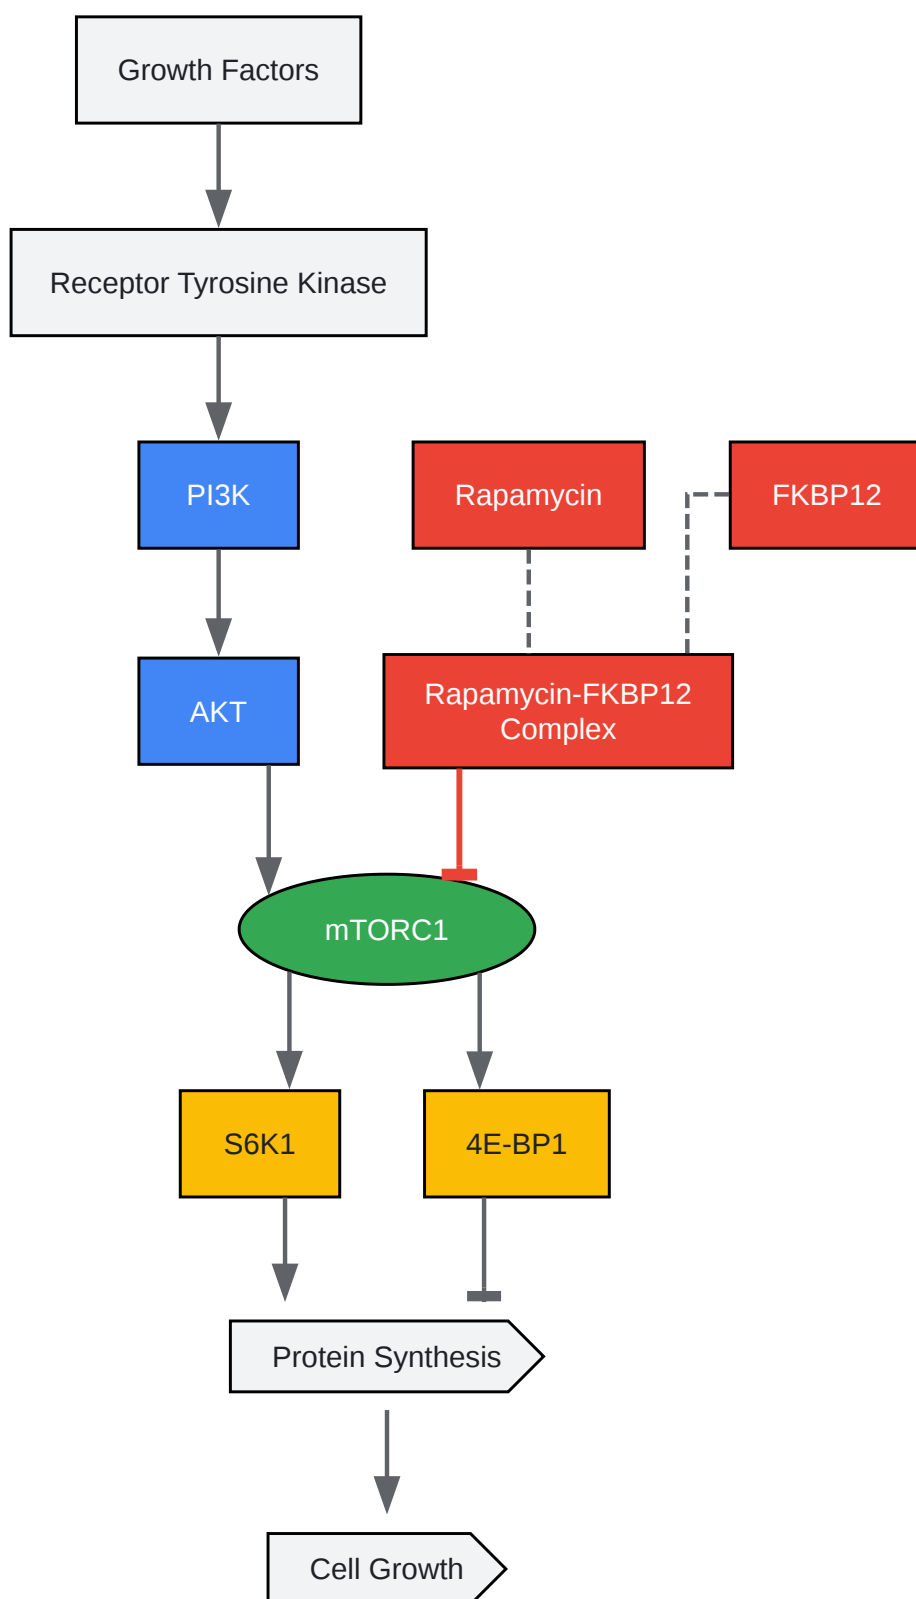 Growth Factors
Receptor Tyrosine Kinase
PI3K
Rapamycin
FKBP12
AKT
Rapamycin-FKBP12
Complex
mTORC1
S6K1
4E-BP1
Protein Synthesis
Cell Growth